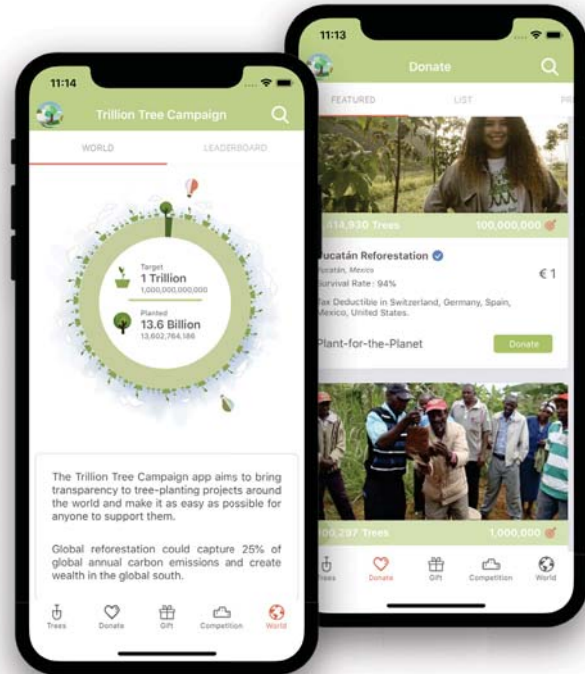 11:14
Trillion Tree Campaign
WORLD
LEADERBOARD
Target
1 Trillion
1,000,000,000,000
Planted
13.6 Billion
13,602,764,186
The Trillion Tree Campaign app aims to bring
transparency to tree-planting projects around
the world and make it as easy as possible for
anyone to support them.
Global reforestation could capture 25% of
global annual carbon emissions and create
wealth in the global south.
Trees
Donate
Gift
Competition
World
11:13
Donate
FEATURED
LIST
,414,930 Trees
100,000,000
Yucatán Reforestation
Yucatán, Mexico
Survival Rate: 94%
€ 1
Tax Deductible in Switzerland, Germany, Spain,
Mexico, United States.
Plant-for-the-Planet
Donate
1,000,000
Trees
Donate
Gift
Competition
World